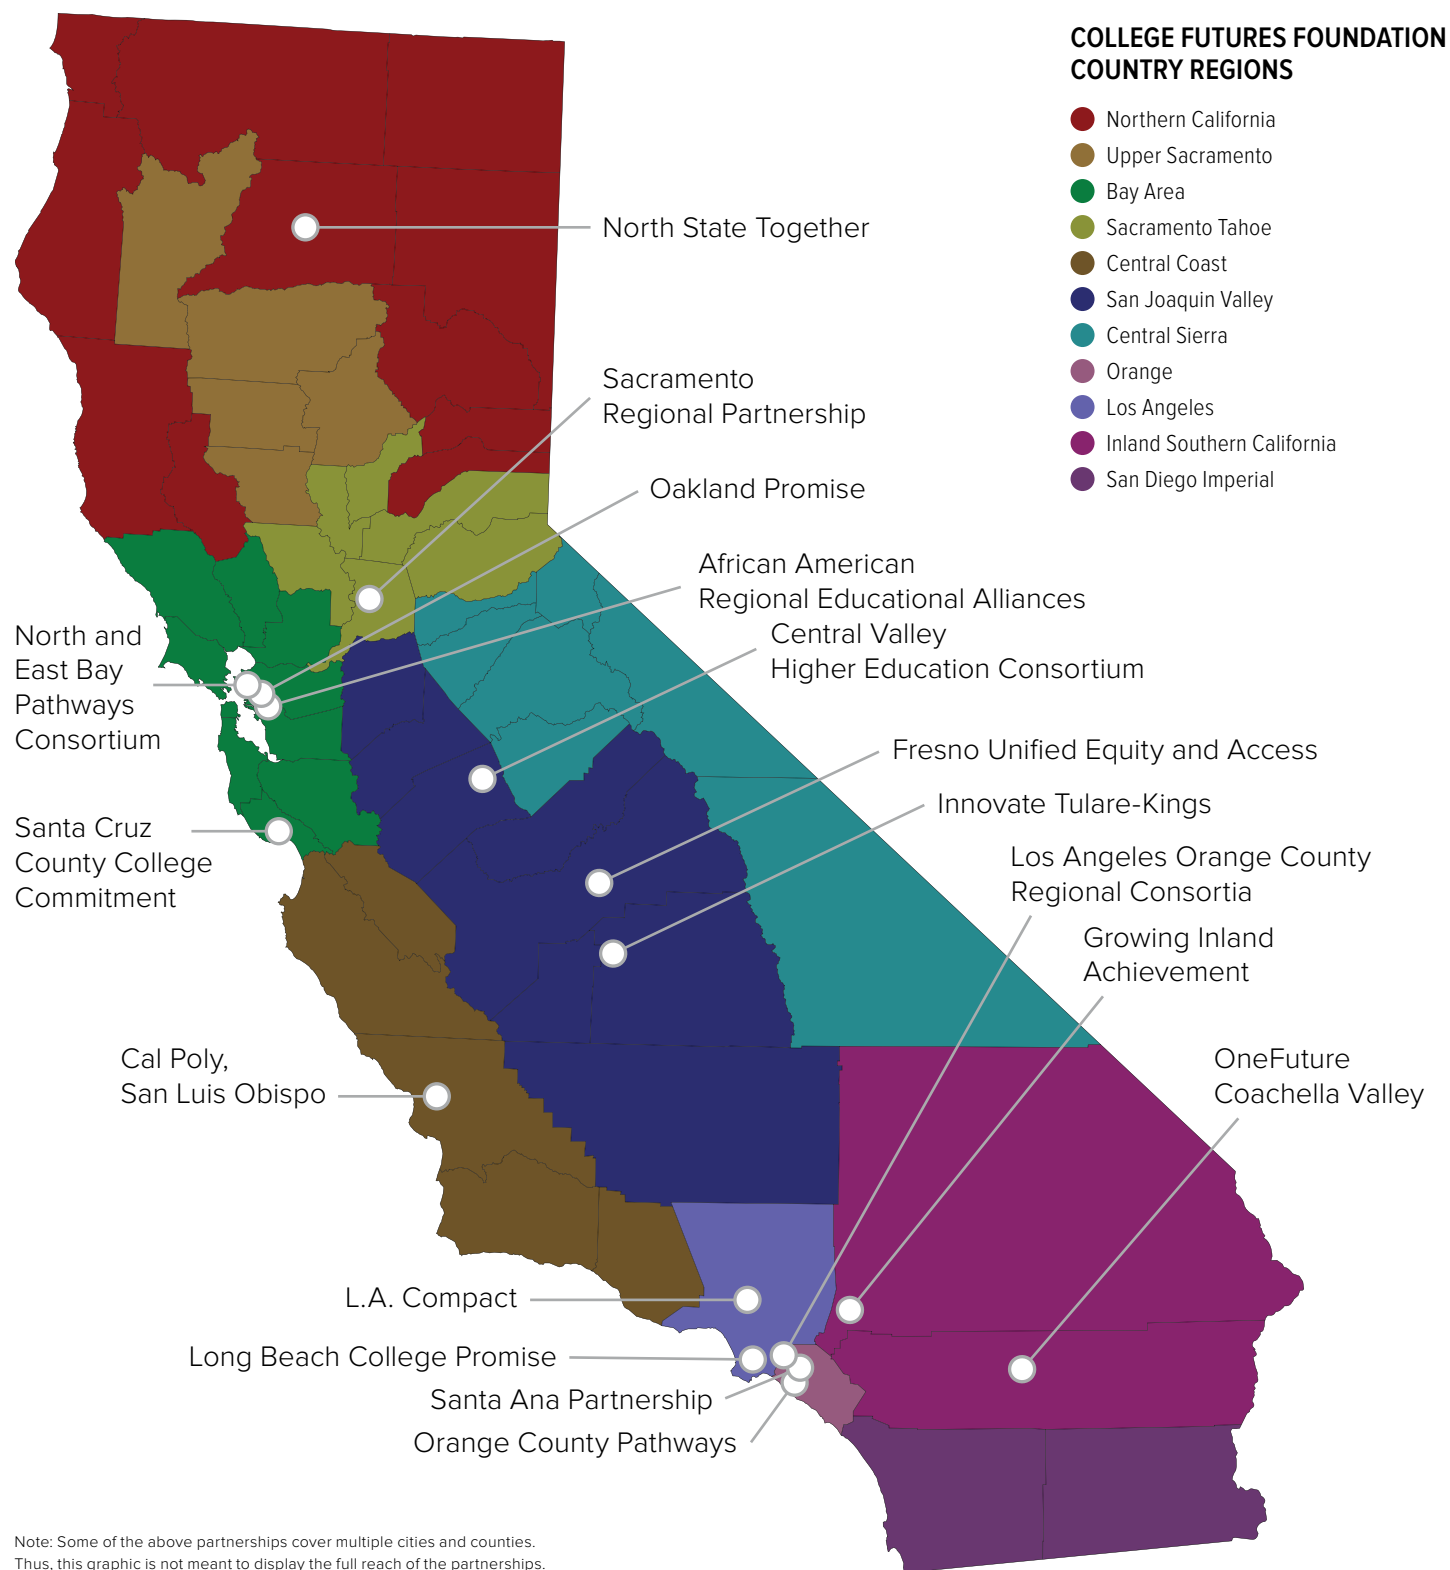 COLLEGE FUTURES FOUNDATION
COUNTRY REGIONS
Northern California
Upper Sacramento
Bay Area
Sacramento Tahoe
Central Coast
San Joaquin Valley
Central Sierra
Orange
Los Angeles
Inland Southern California
San Diego Imperial
North State Together
Sacramento
Regional Partnership
Oakland Promise
African American
Regional Educational Alliances
Central Valley
Higher Education Consortium
North and
East Bay
Pathways
Consortium
Fresno Unified Equity and Access
Innovate Tulare-Kings
Santa Cruz
County College
Commitment
Los Angeles Orange County
Regional Consortia
Growing Inland
Achievement
Cal Poly,
San Luis Obispo
OneFuture
Coachella Valley
L.A. Compact
Long Beach College Promise
Santa Ana Partnership
Orange County Pathways
Note: Some of the above partnerships cover multiple cities and counties.
Thus, this graphic is not meant to display the full reach of the partnerships.